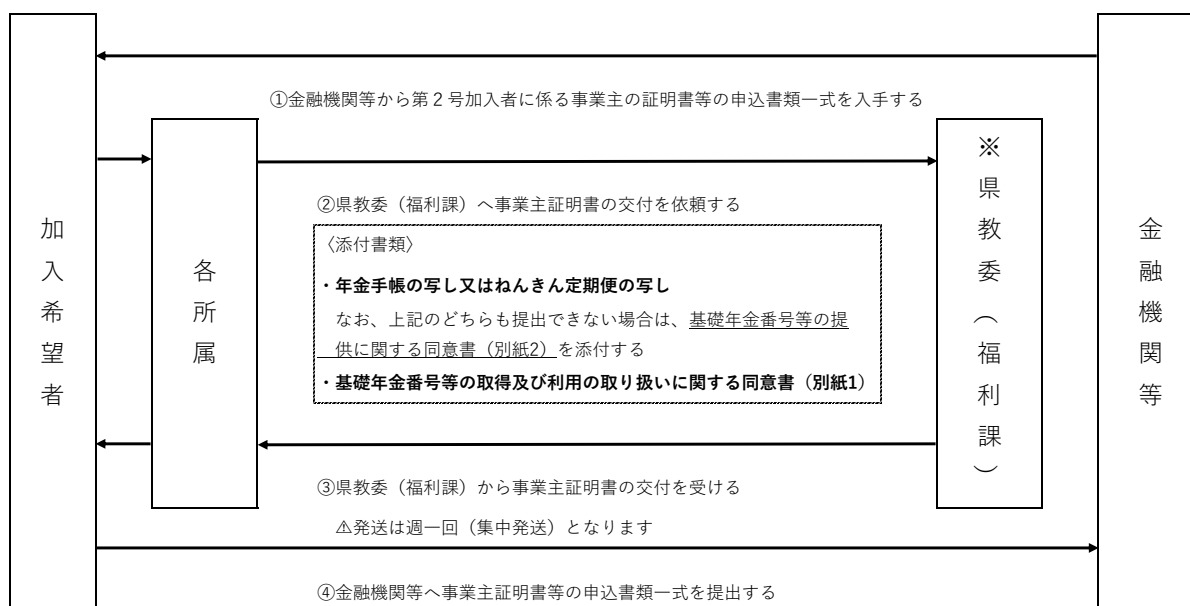 ①金融機関等から第２号加入者に係る事業主の証明書等の申込書類一式を入手する
加入希望者
各所属
※県教委（福利課）
金融機関等
②県教委（福利課）へ事業主証明書の交付を依頼する
〈添付書類〉
・年金手帳の写し又はねんきん定期便の写し
なお、上記のどちらも提出できない場合は、基礎年金番号等の提
供に関する同意書（別紙2）を添付する
・基礎年金番号等の取得及び利用の取り扱いに関する同意書（別紙1）
③県教委（福利課）から事業主証明書の交付を受ける
⚠発送は週一回（集中発送）となります
④金融機関等へ事業主証明書等の申込書類一式を提出する